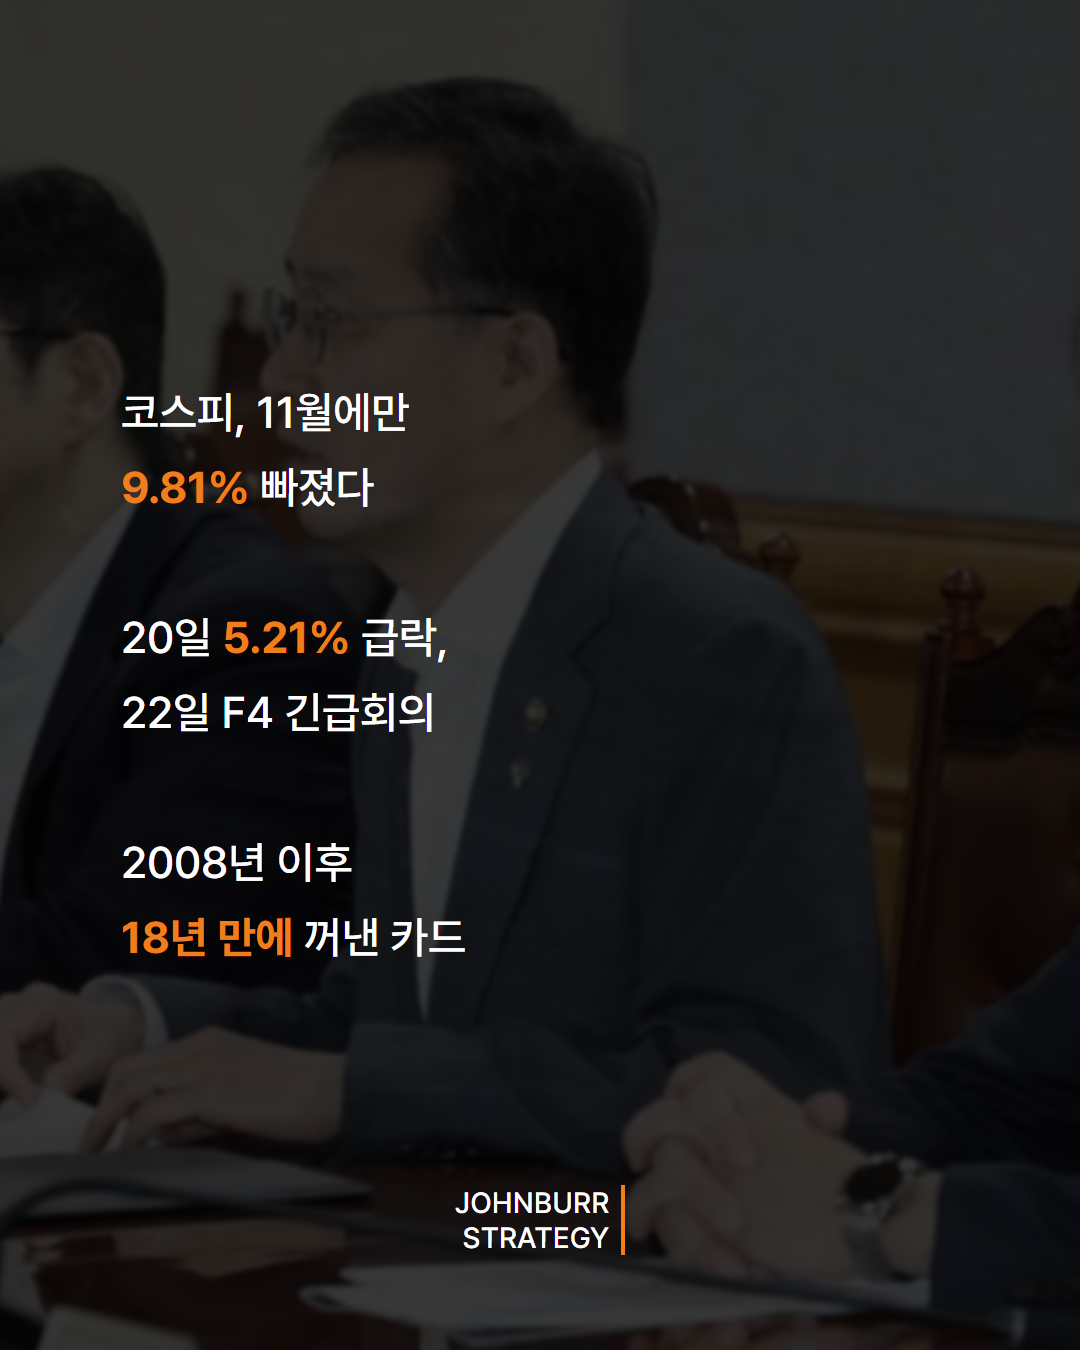 코스피, 11월에만
9.81% 빠졌다
20일 5.21% 급락,
22일 F4 긴급회의
2008년 이후
18년 만에 꺼낸 카드
JOHNBURR
STRATEGY